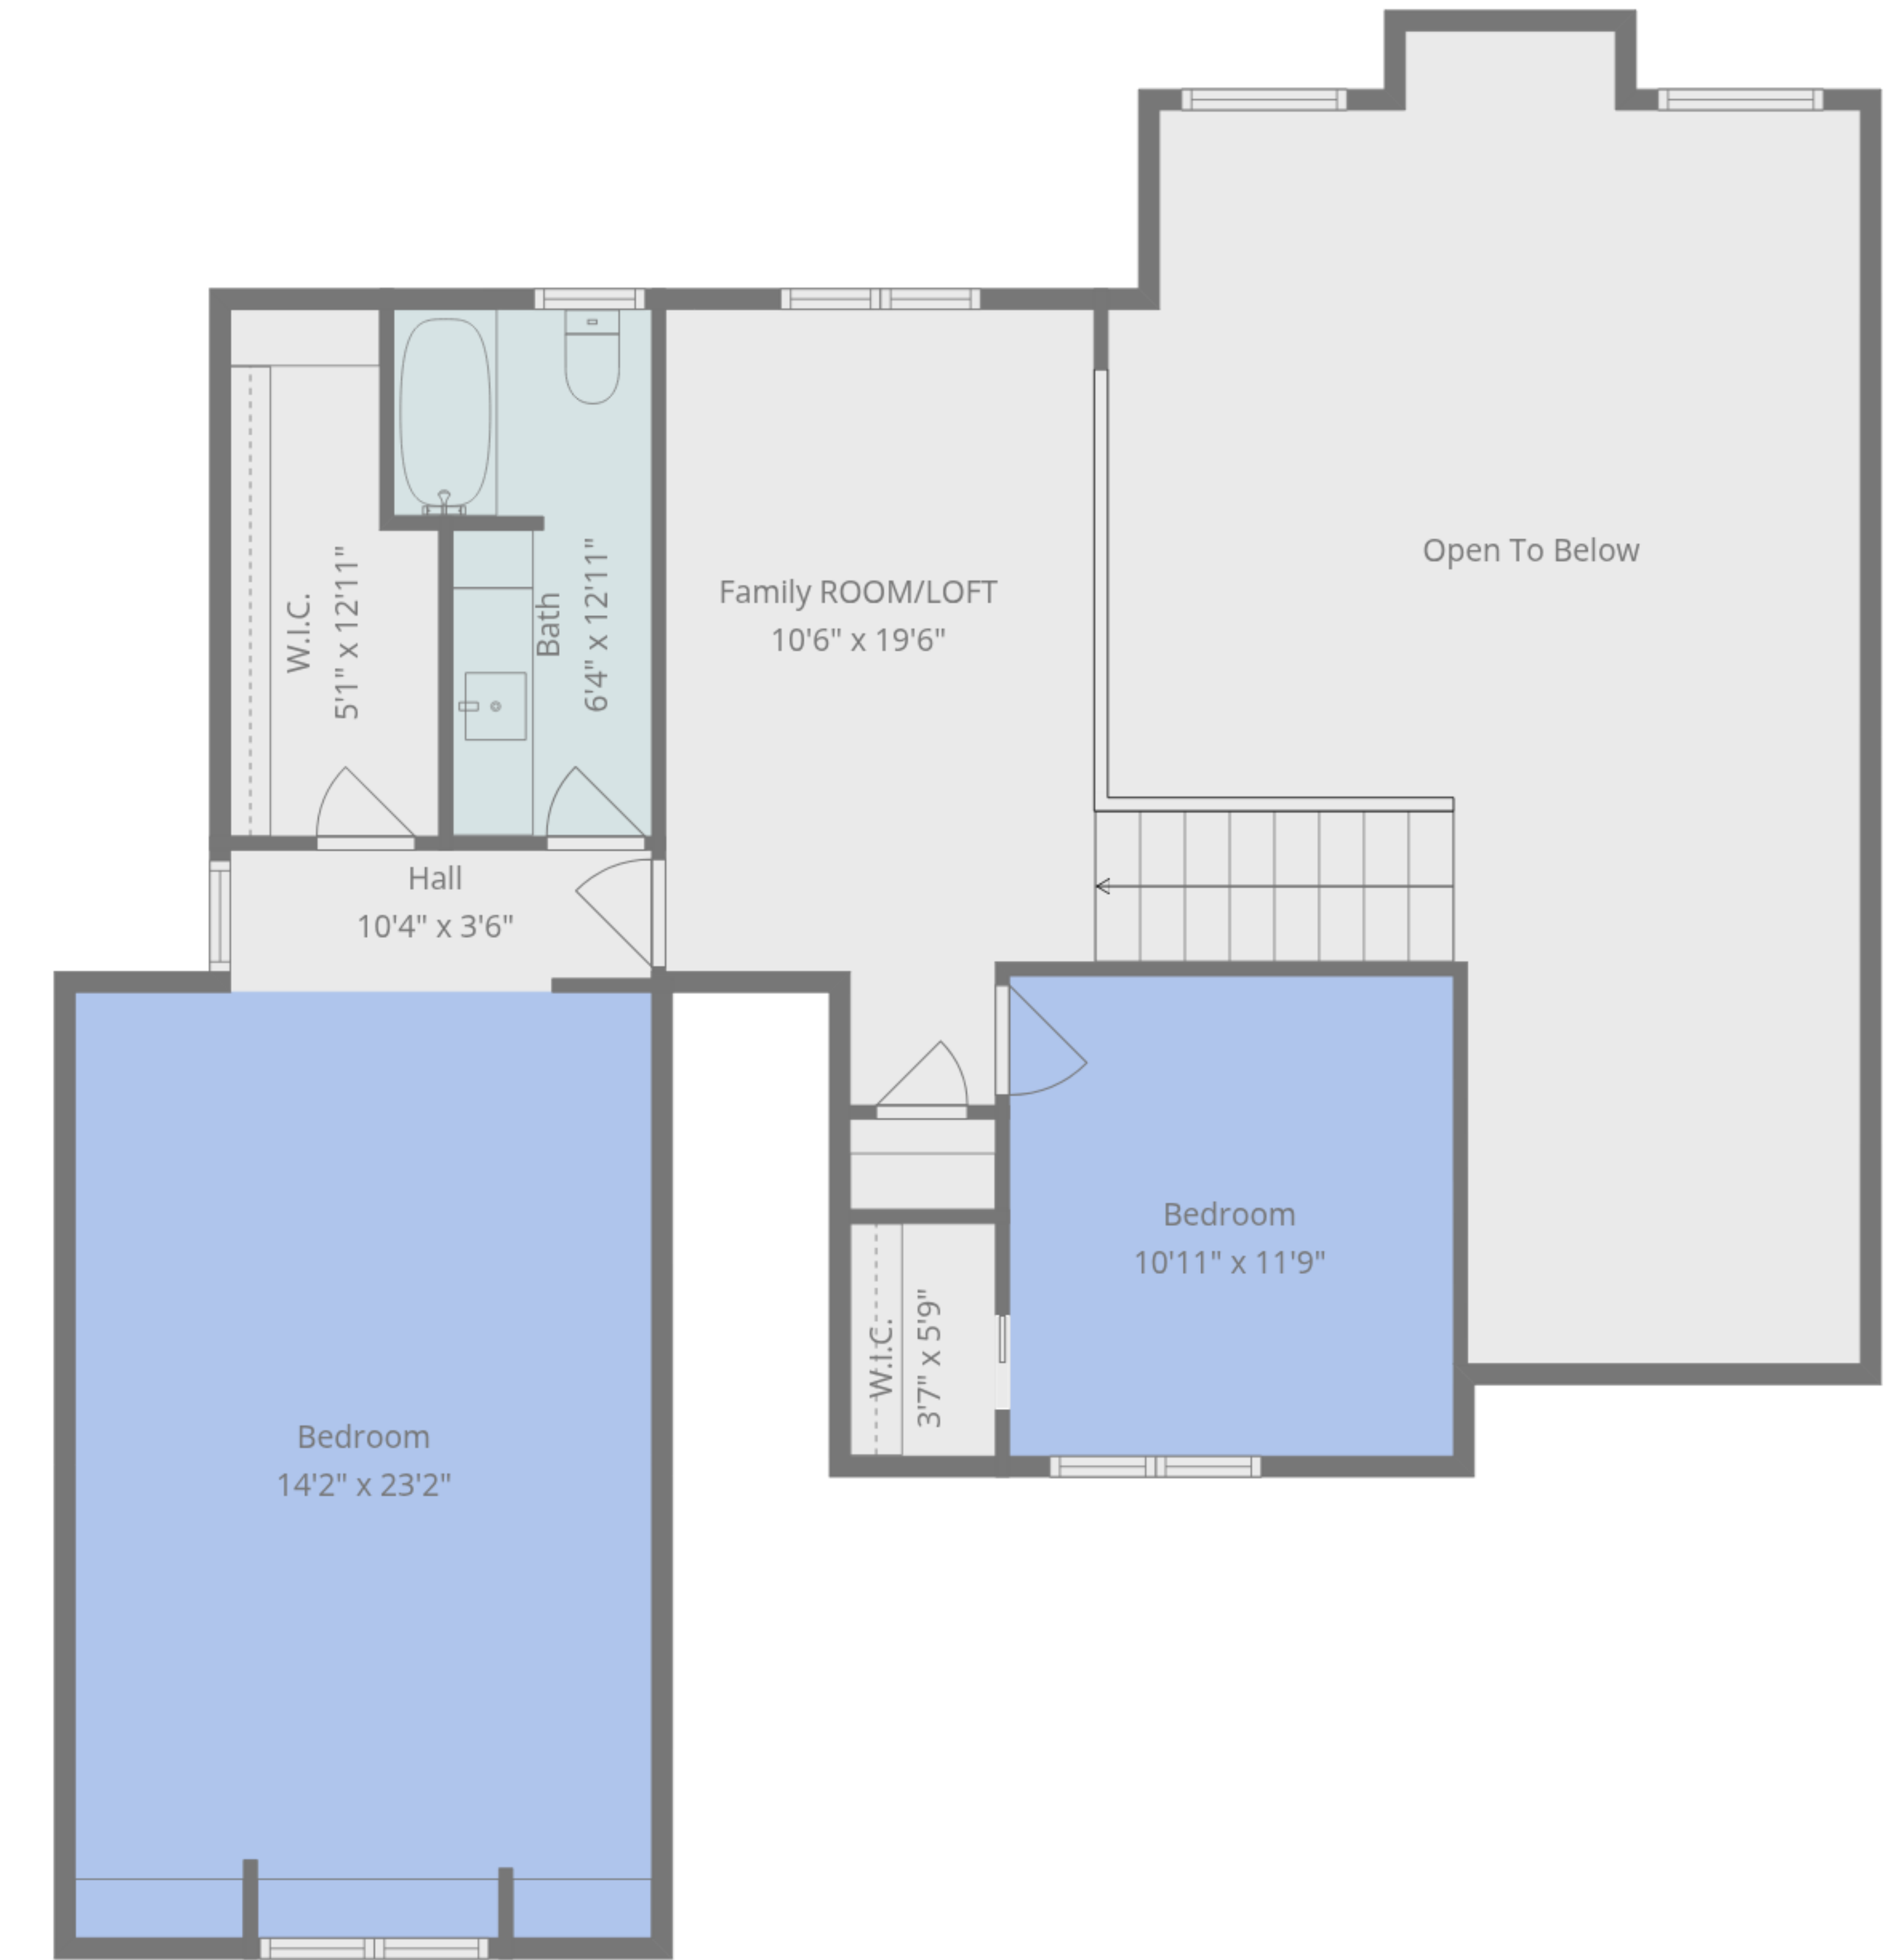 Open To Below
Family ROOM/LOFT
10'6" x 19'6"
W.I.C.
5'1" x 12'11"
Bath
6'4" x 12'11"
Hall
10'4" x 3'6"
Bedroom
10'11" x 11'9"
W.I.C.
3'7" x 5'9"
Bedroom
14'2" x 23'2"